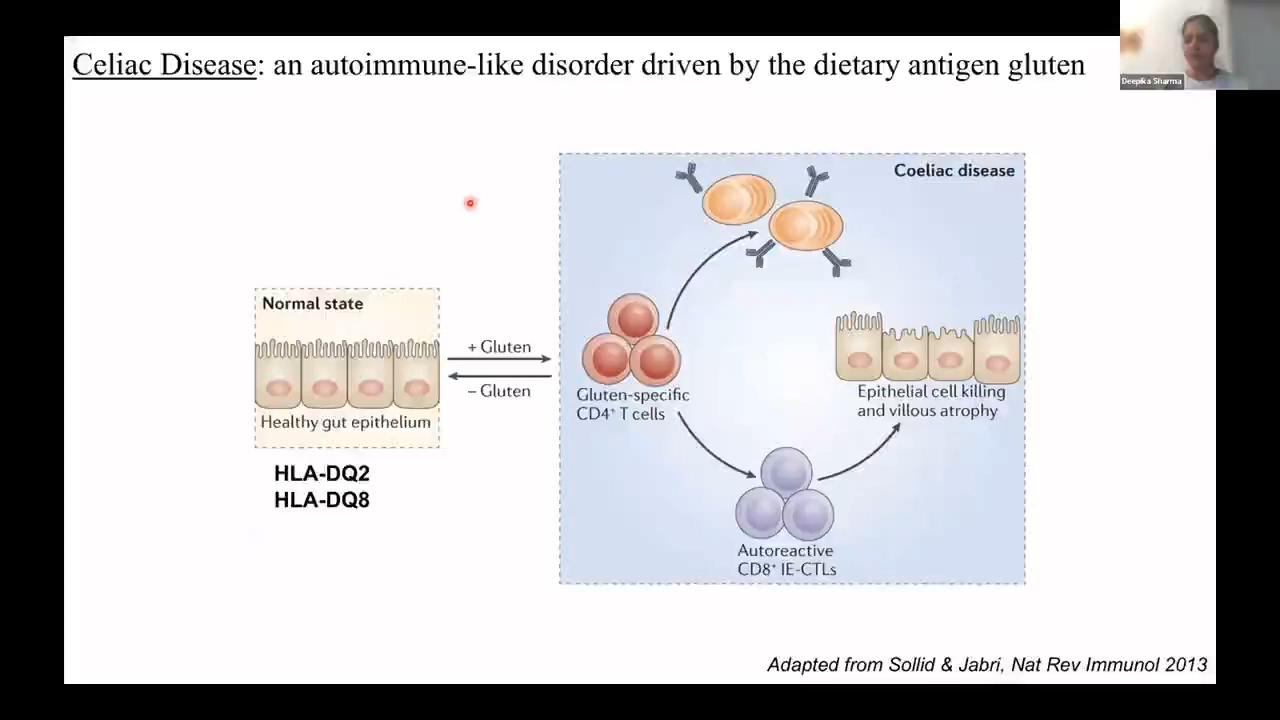 Celiac Disease: an autoimmune-like disorder driven by the dietary antigen gluten
Deepika Sharma
Coeliac disease
Normal state
Healthy gut epithelium
HLA-DQ2
HLA-DQ8
+ Gluten
– Gluten
Gluten-specific
CD4⁺ T cells
Epithelial cell killing
and villous atrophy
Autoreactive
CD8⁺ IE-CTLs
Adapted from Sollid & Jabri, Nat Rev Immunol 2013